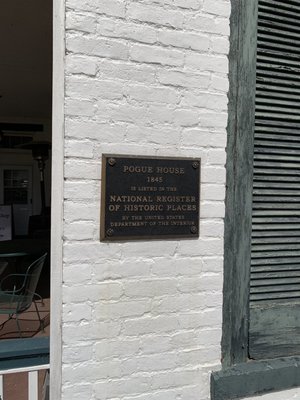 POGUE HOUSE
1845
IS LISTED IN THE
NATIONAL REGISTER
OF HISTORIC PLACES
BY THE UNITED STATES
DEPARTMENT OF THE INTERIOR